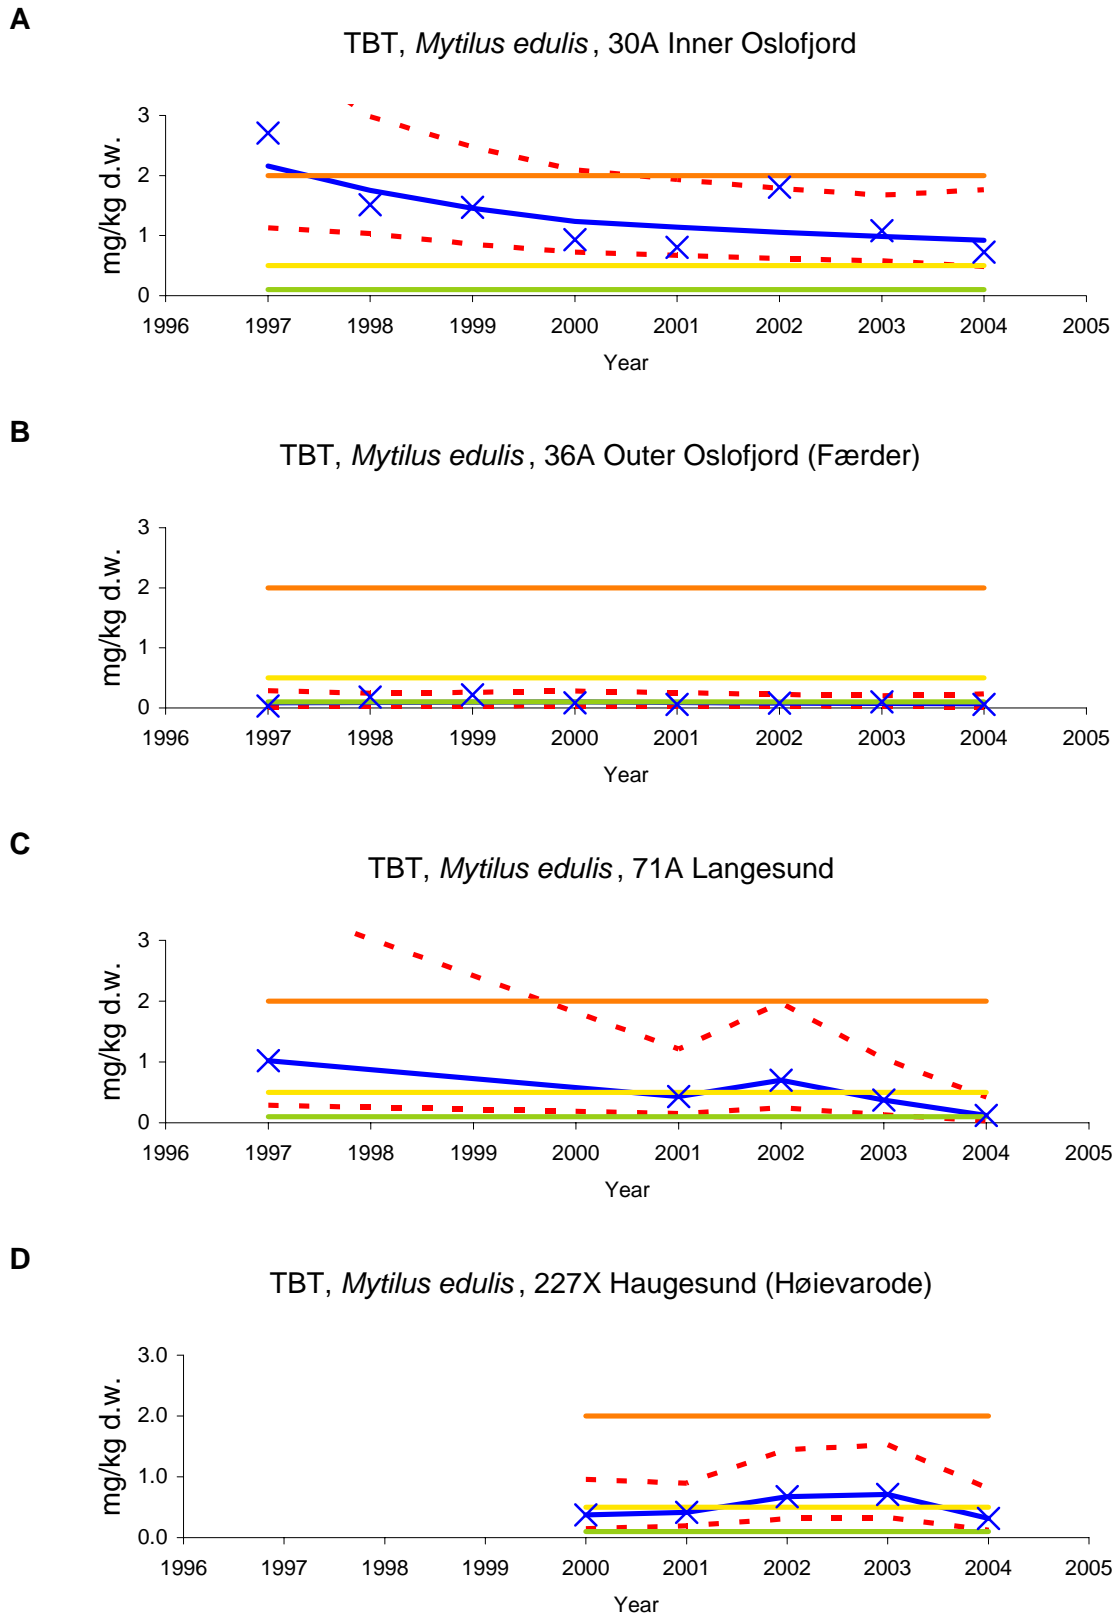 A
TBT, Mytilus edulis, 30A Inner Oslofjord
mg/kg d.w.
3
2
1
0
1996 1997 1998 1999 2000 2001 2002 2003 2004 2005
Year
B
TBT, Mytilus edulis, 36A Outer Oslofjord (Færder)
mg/kg d.w.
3
2
1
0
1996 1997 1998 1999 2000 2001 2002 2003 2004 2005
Year
C
TBT, Mytilus edulis, 71A Langesund
mg/kg d.w.
3
2
1
0
1996 1997 1998 1999 2000 2001 2002 2003 2004 2005
Year
D
TBT, Mytilus edulis, 227X Haugesund (Høievarode)
mg/kg d.w.
3.0
2.0
1.0
0.0
1996 1997 1998 1999 2000 2001 2002 2003 2004 2005
Year